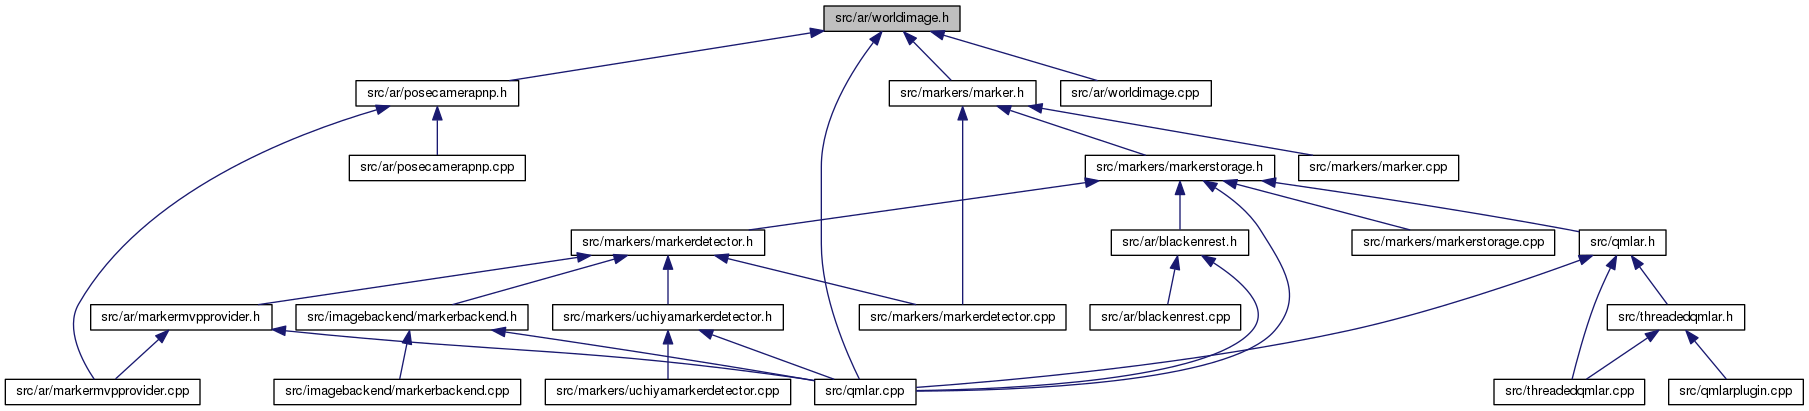 src/ar/worldimage.h
src/ar/posecamerapnp.h
src/markers/marker.h
src/ar/worldimage.cpp
src/ar/posecamerapnp.cpp
src/markers/markerstorage.h
src/markers/marker.cpp
src/markers/markerdetector.h
src/ar/blackenrest.h
src/markers/markerstorage.cpp
src/qmlar.h
src/ar/markermvpprovider.h
src/imagebackend/markerbackend.h
src/markers/uchiyamarkerdetector.h
src/markers/markerdetector.cpp
src/ar/blackenrest.cpp
src/threadedqmlar.h
src/ar/markermvpprovider.cpp
src/imagebackend/markerbackend.cpp
src/markers/uchiyamarkerdetector.cpp
src/qmlar.cpp
src/threadedqmlar.cpp
src/qmlarplugin.cpp